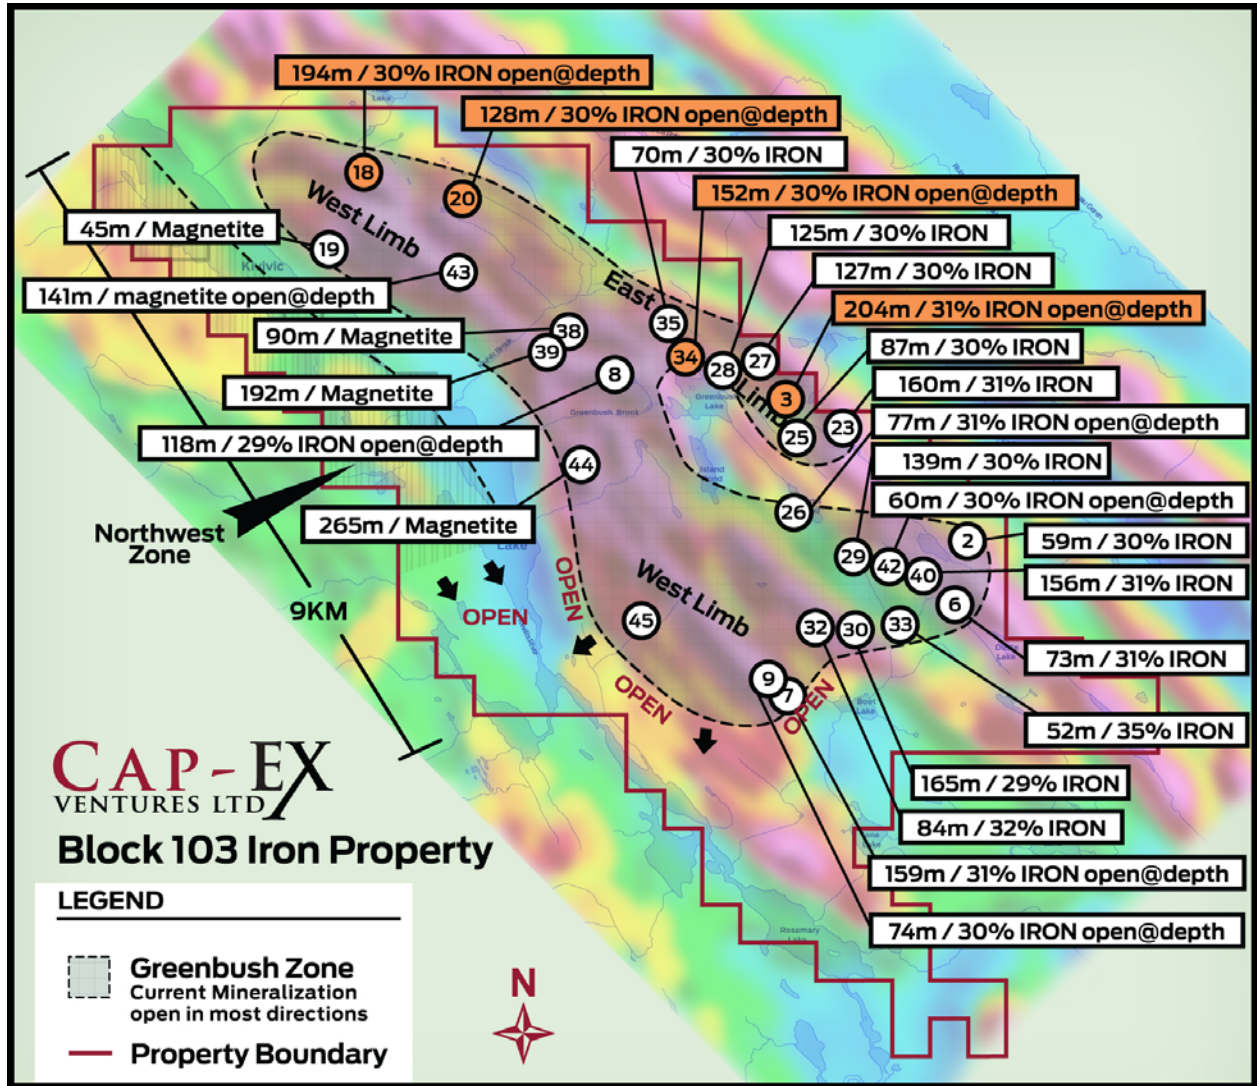 194m / 30% IRON open@depth
128m / 30% IRON open@depth
70m / 30% IRON
152m / 30% IRON open@depth
125m / 30% IRON
127m / 30% IRON
204m / 31% IRON open@depth
87m / 30% IRON
160m / 31% IRON
77m / 31% IRON open@depth
139m / 30% IRON
60m / 30% IRON open@depth
59m / 30% IRON
156m / 31% IRON
73m / 31% IRON
52m / 35% IRON
165m / 29% IRON
84m / 32% IRON
159m / 31% IRON open@depth
74m / 30% IRON open@depth
45m / Magnetite
141m / magnetite open@depth
90m / Magnetite
192m / Magnetite
118m / 29% IRON open@depth
265m / Magnetite
Lake
18
20
West Limb
19
43
Kivivic
East
Limb
35
38
39
34
28
27
8
3
Greenbush
Lake
Greenbush Brook
25
23
44
Island
26
2
29
42
40
6
West Limb
45
32
30
33
9
7
Northwest
Zone
Lake
9KM
OPEN
OPEN
OPEN
OPEN
Lake
Boot
Lake
Rosemary
Lake
CAP-EX
VENTURES LTD
Block 103 Iron Property
LEGEND
Greenbush Zone
Current Mineralization
open in most directions
Property Boundary
N